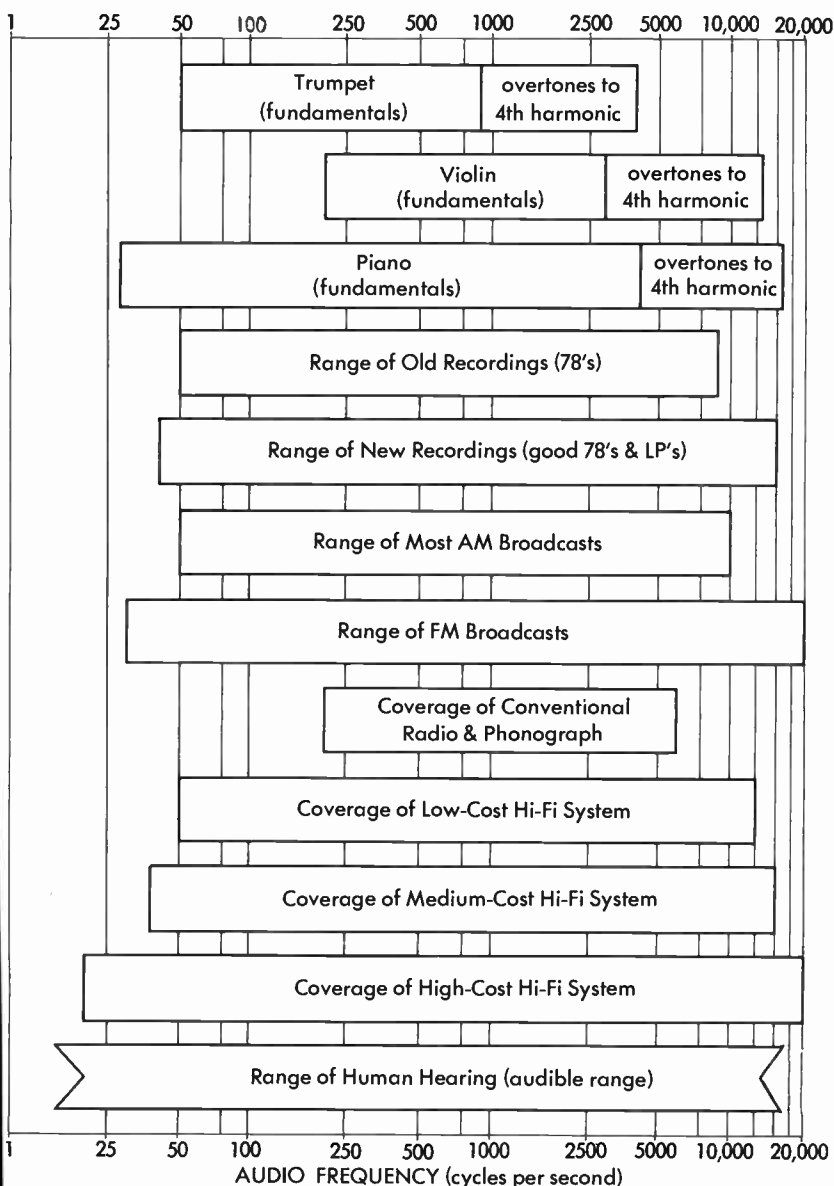 1 25 50 100 250 500 1000 2500 5000 10,000 20,000
Trumpet
(fundamentals)
overtones to
4th harmonic
Violin
(fundamentals)
overtones to
4th harmonic
Piano
(fundamentals)
overtones to
4th harmonic
Range of Old Recordings (78's)
Range of New Recordings (good 78's & LP's)
Range of Most AM Broadcasts
Range of FM Broadcasts
Coverage of Conventional
Radio & Phonograph
Coverage of Low-Cost Hi-Fi System
Coverage of Medium-Cost Hi-Fi System
Coverage of High-Cost Hi-Fi System
Range of Human Hearing (audible range)
1 25 50 100 250 500 1000 2500 5000 10,000 20,000
AUDIO FREQUENCY (cycles per second)